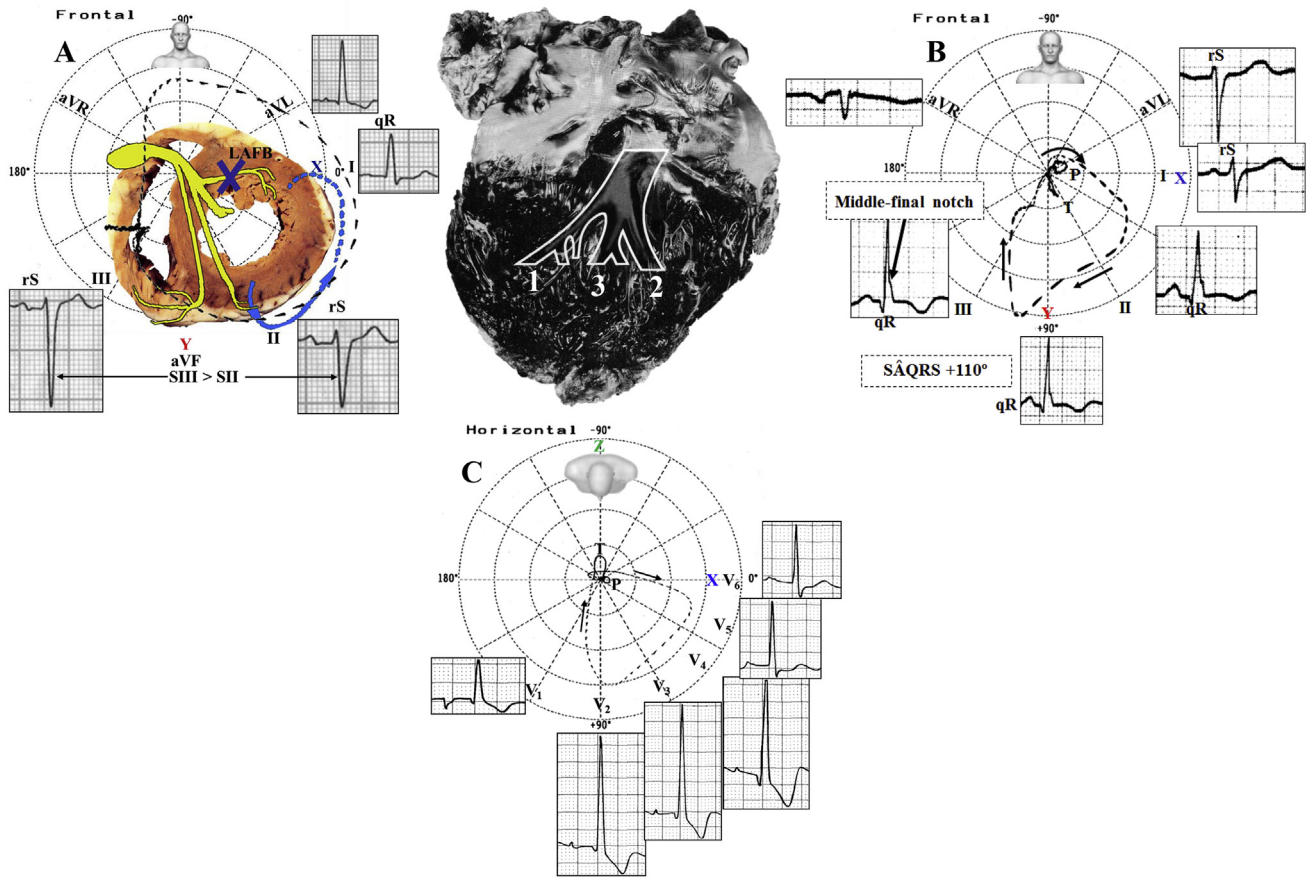 Frontal
A
-90°
aVR
aVL
180°
LAFB
X
I
0°
qR
III
II
rS
rS
Y
aVF
SIII > SII
1
3
2
Frontal
B
-90°
aVR
aVL
rS
rS
180°
P
I
X
T
Middle-final notch
qR
III
II
qR
Y
+90°
SÂQRS +110º
qR
Horizontal
C
-90°
Z
T
180°
P
X
V6
0°
V5
V4
V3
V1
V2
+90°